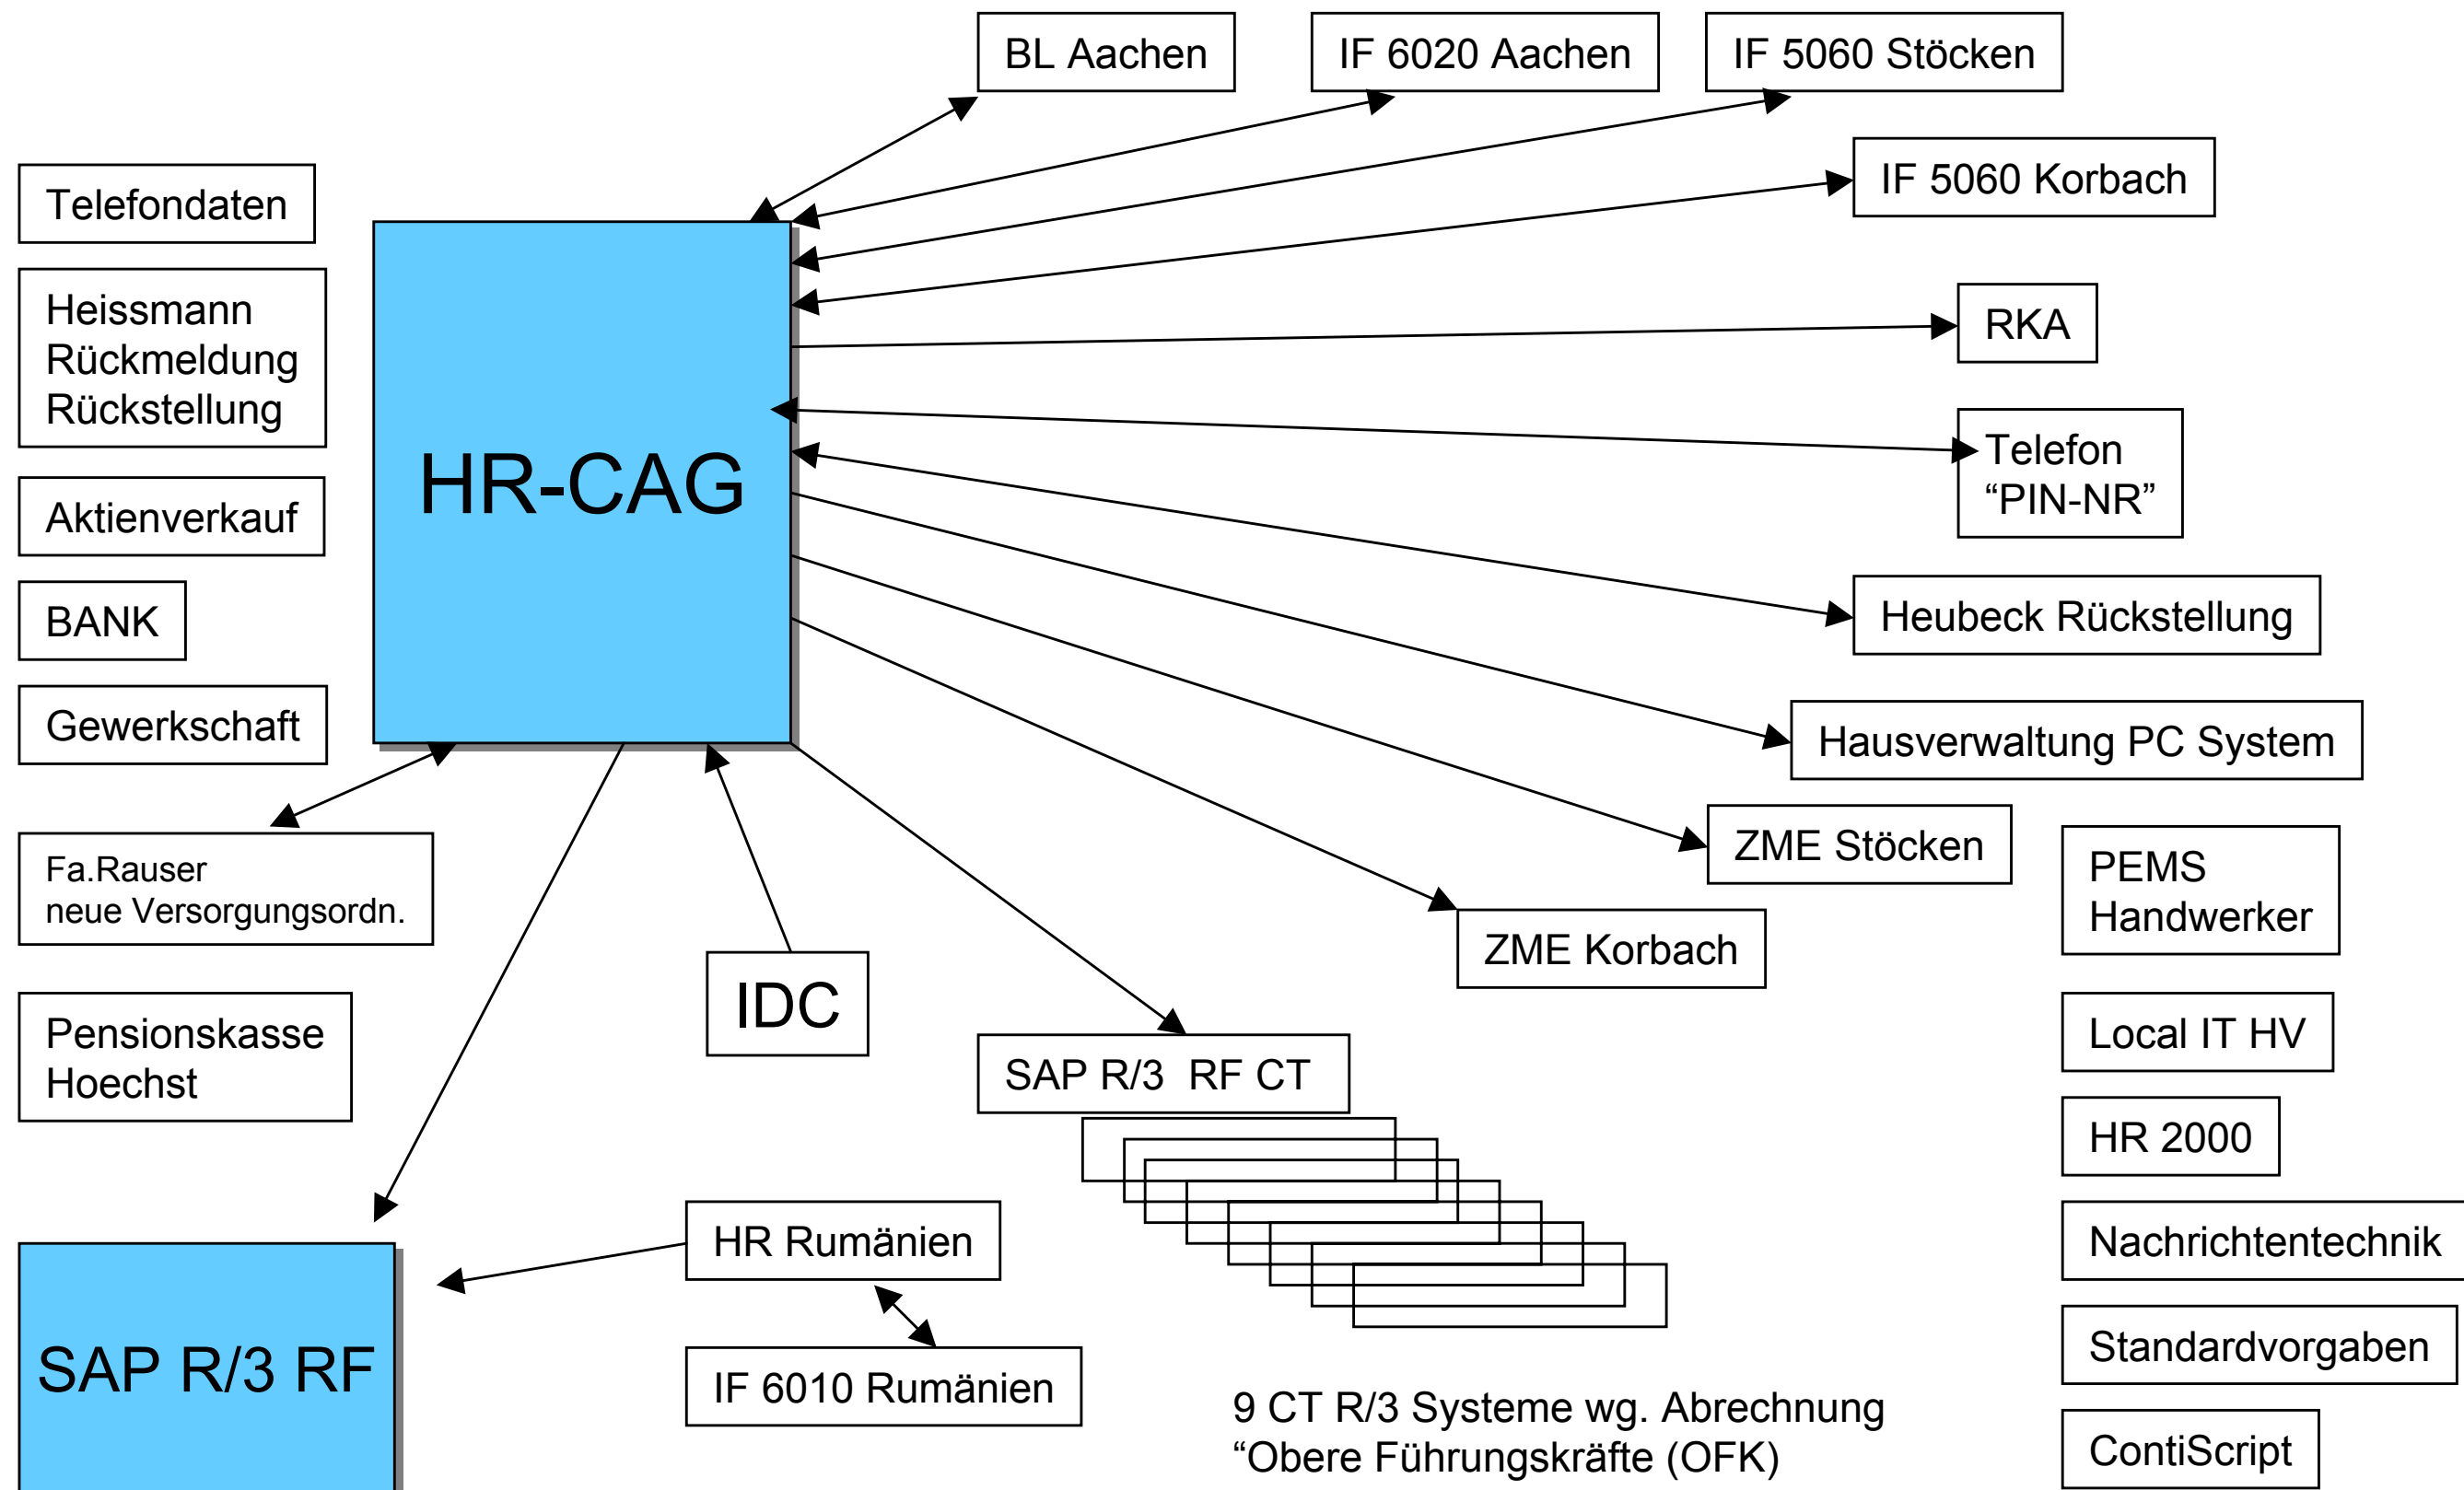 BL Aachen
IF 6020 Aachen
IF 5060 Stöcken
IF 5060 Korbach
Telefondaten
Heissmann
Rückmeldung
Rückstellung
RKA
HR-CAG
Telefon
“PIN-NR”
Aktienverkauf
BANK
Heubeck Rückstellung
Gewerkschaft
Hausverwaltung PC System
ZME Stöcken
Fa.Rauser
neue Versorgungsordn.
PEMS
Handwerker
ZME Korbach
IDC
Pensionskasse
Hoechst
SAP R/3  RF CT
Local IT HV
HR 2000
HR Rumänien
Nachrichtentechnik
SAP R/3 RF
IF 6010 Rumänien
Standardvorgaben
9 CT R/3 Systeme wg. Abrechnung
“Obere Führungskräfte (OFK)
ContiScript